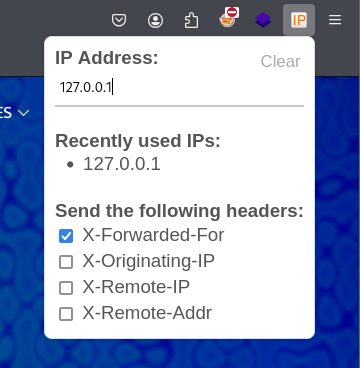 IP
IP Address:
Clear
127.0.0.1
ES
Recently used IPs:
• 127.0.0.1
Send the following headers:
X-Forwarded-For
X-Originating-IP
X-Remote-IP
X-Remote-Addr